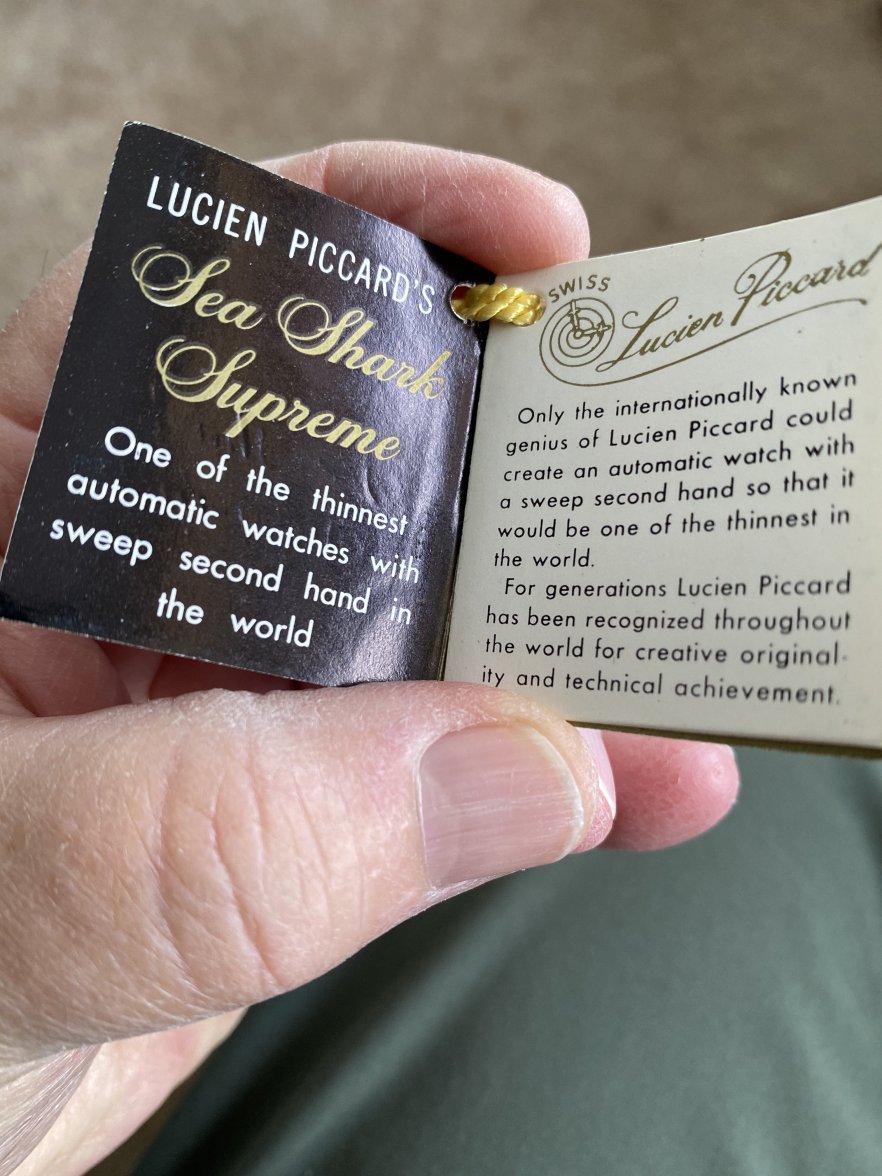 LUCIEN PICCARD'S
Sea Shark
Supreme
One of the thinnest
automatic watches with
sweep second hand in
the world
SWISS
Lucien Piccard
Only the internationally known
genius of Lucien Piccard could
create an automatic watch with
a sweep second hand so that it
would be one of the thinnest in
the world.
For generations Lucien Piccard
has been recognized throughout
the world for creative original-
ity and technical achievement.